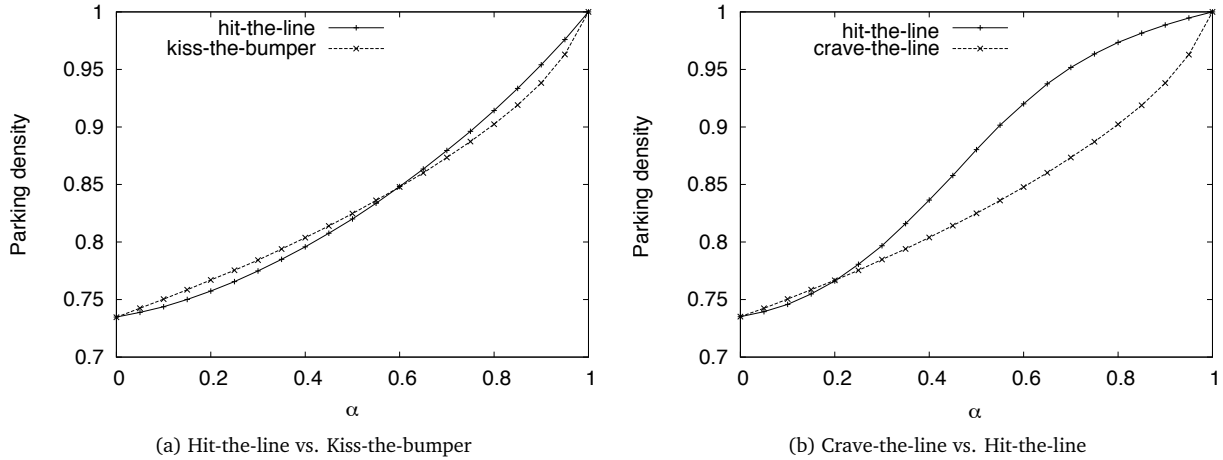 hit-the-line
kiss-the-bumper
Parking density
1
0.95
0.9
0.85
0.8
0.75
0.7
0
0.2
0.4
0.6
0.8
1
α
(a) Hit-the-line vs. Kiss-the-bumper
hit-the-line
crave-the-line
Parking density
1
0.95
0.9
0.85
0.8
0.75
0.7
0
0.2
0.4
0.6
0.8
1
α
(b) Crave-the-line vs. Hit-the-line